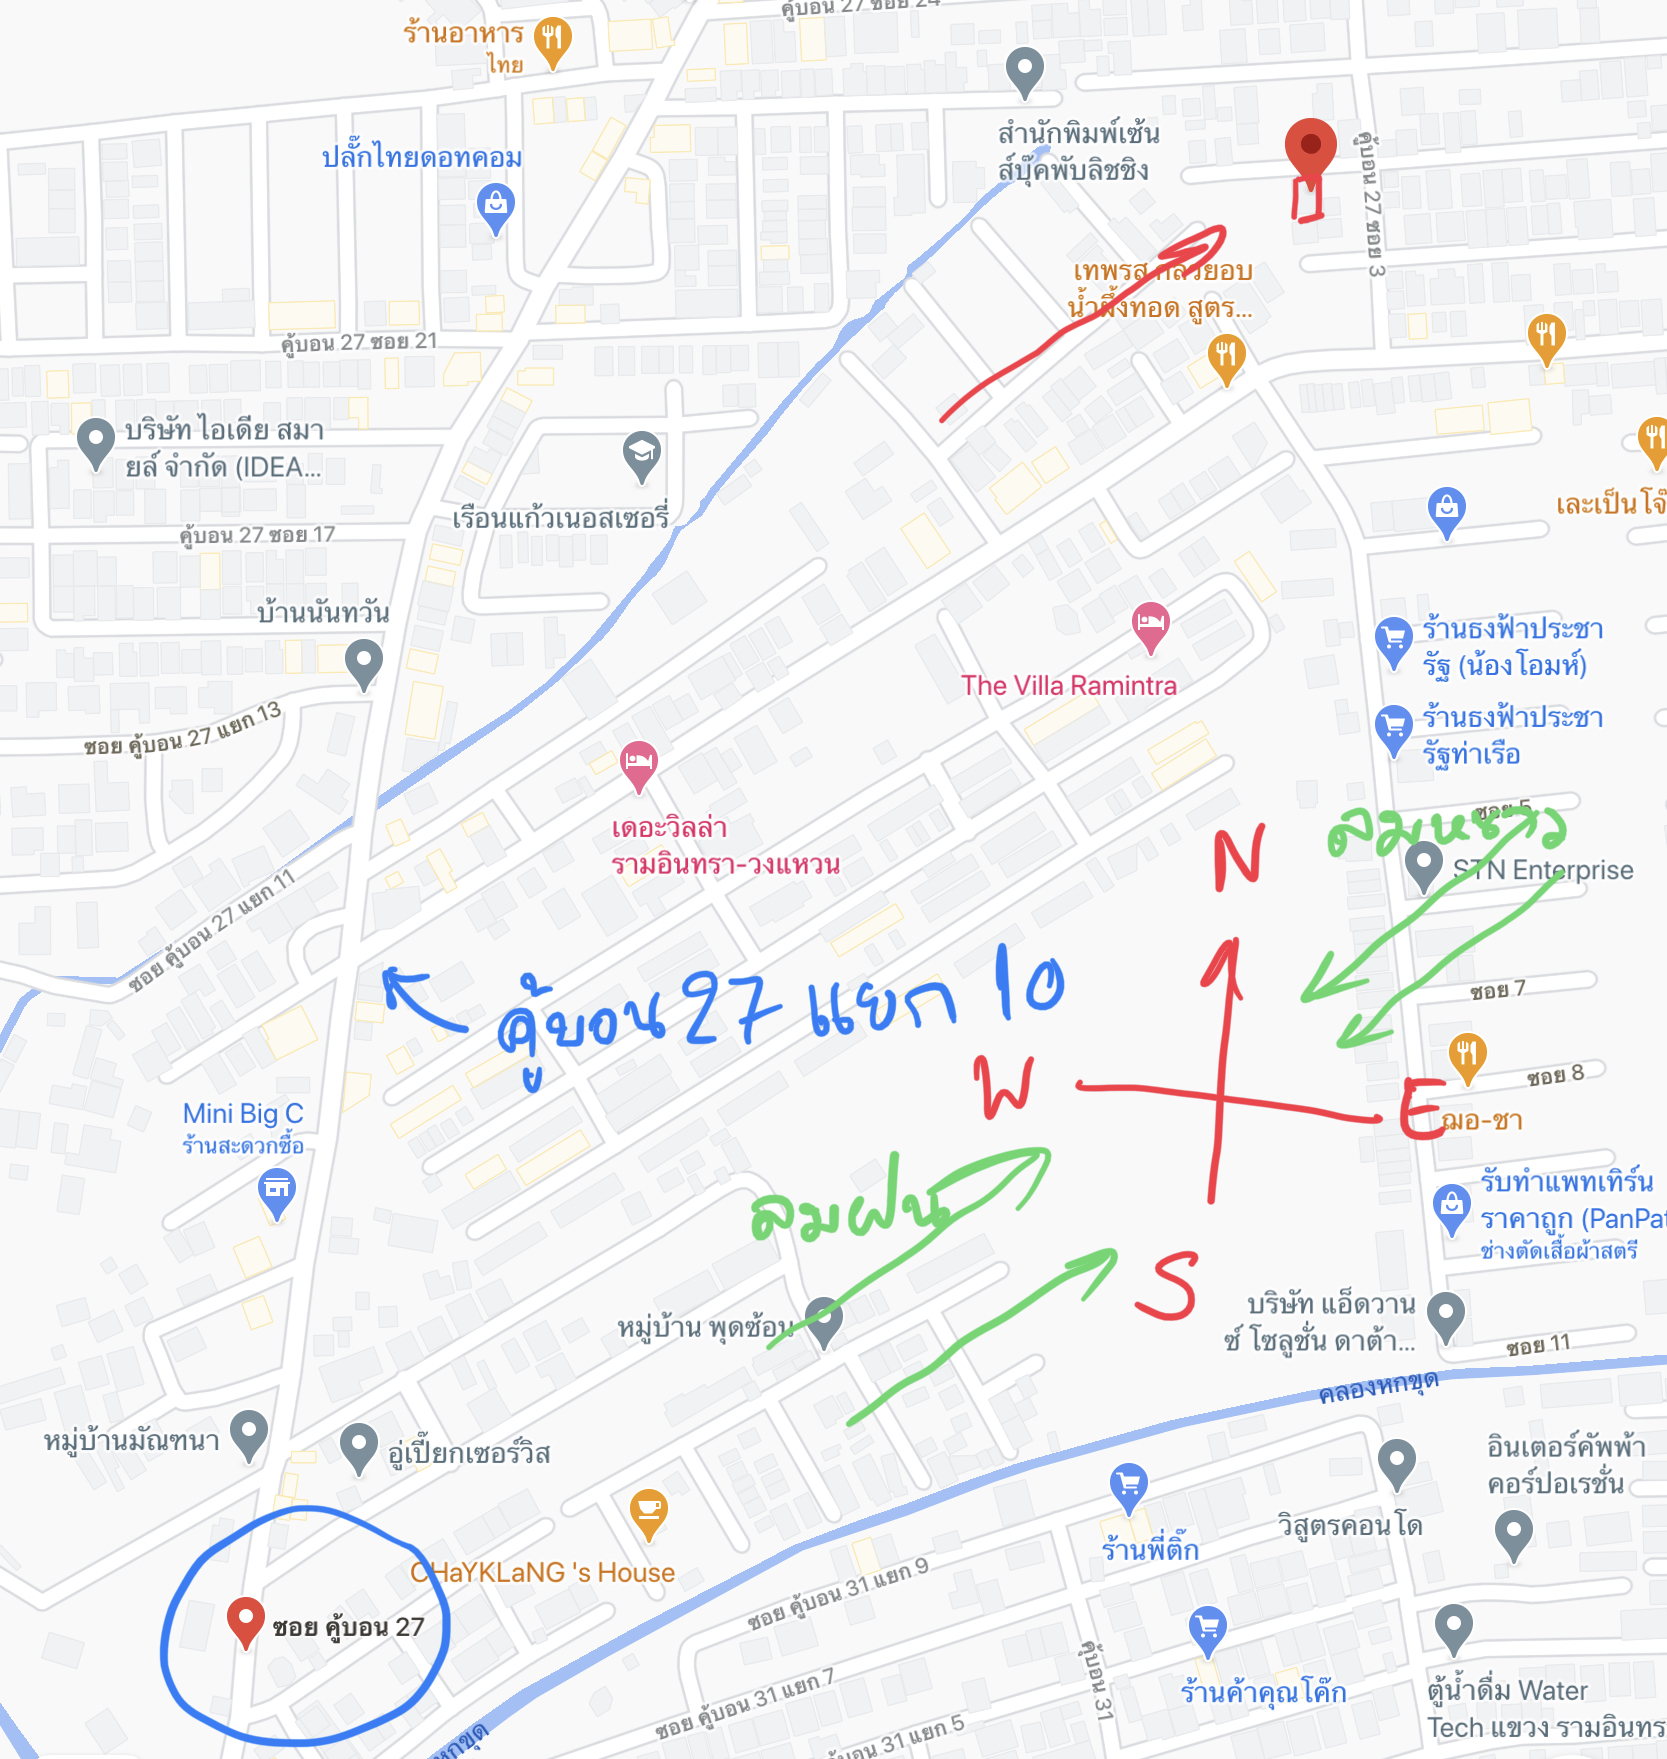 คู้บอน 27 ซอย 24
ร้านอาหาร
ไทย
สำนักพิมพ์เซ้น
ส์บุ๊คพับลิชชิง
ปลั๊กไทยดอทคอม
คู้บอน 27 ซอย 3
เทพรส กล้วยอบ
น้ำผึ้งทอด สูตร...
คู้บอน 27 ซอย 21
บริษัท ไอเดีย สมา
ยล์ จำกัด (IDEA...
เรือนแก้วเนอสเซอรี่
เละเป็นโจ๊
คู้บอน 27 ซอย 17
บ้านนันทวัน
ร้านธงฟ้าประชา
รัฐ (น้องโอมห์)
The Villa Ramintra
ร้านธงฟ้าประชา
รัฐท่าเรือ
ซอย คู้บอน 27 แยก 13
เดอะวิลล่า
รามอินทรา-วงแหวน
ซอย 5
ลมหนาว
N
STN Enterprise
ซอย คู้บอน 27 แยก 11
คู้บอน 27 แยก 10
ซอย 7
W
E
ซอย 8
ฌอ-ชา
Mini Big C
ร้านสะดวกซื้อ
ลมฝน
S
รับทำแพทเทิร์น
ราคาถูก (PanPat
ช่างตัดเสื้อผ้าสตรี
หมู่บ้าน พุดซ้อน
บริษัท แอ็ดวาน
ซ์ โซลูชั่น ดาต้า...
ซอย 11
คลองหกขุด
หมู่บ้านมัณฑนา
อู่เปี๊ยกเซอร์วิส
อินเตอร์คัพพ้า
คอร์ปอเรชั่น
วิสูตรคอนโด
ร้านพี่ติ๊ก
CHaYKLaNG 's House
ซอย คู้บอน 31 แยก 9
ซอย คู้บอน 27
ร้านค้าคุณโค๊ก
คู้บอน 31
ซอย คู้บอน 31 แยก 7
ตู้น้ำดื่ม Water
Tech แขวง รามอินทร
หกขุด
คู้บอน 31 แยก 5